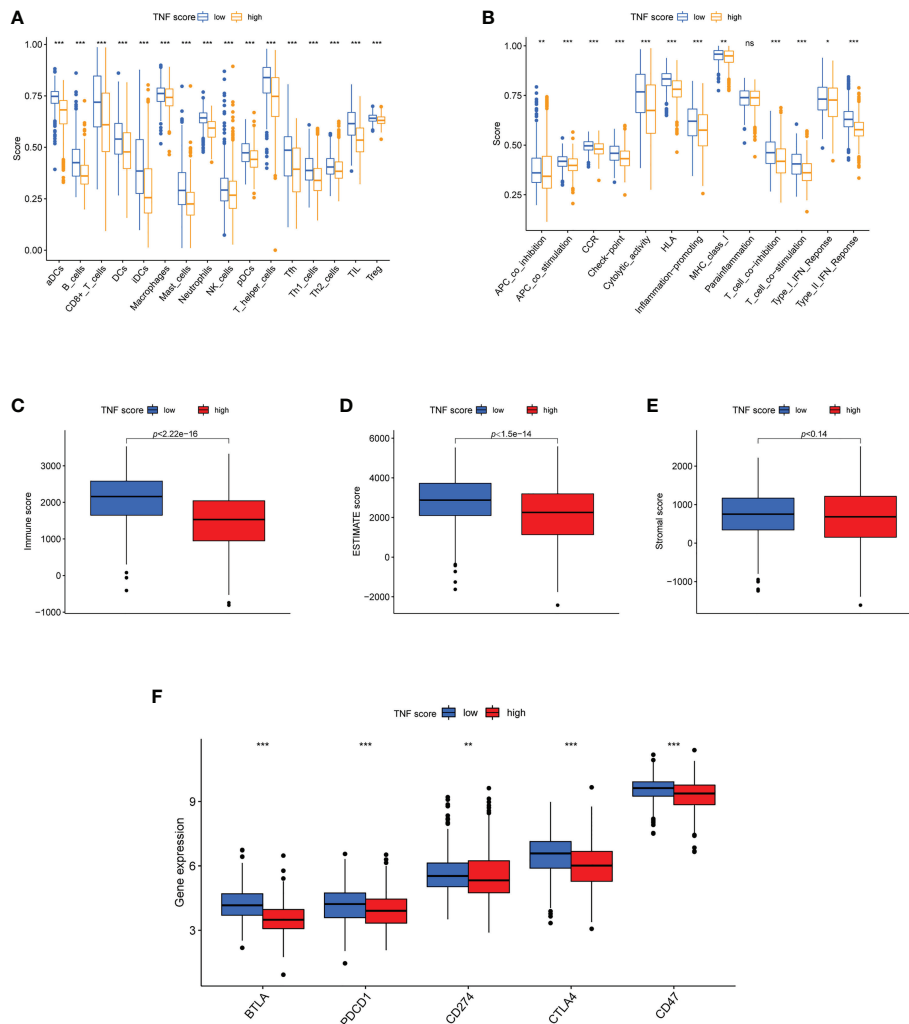 A
TNF score low high
*** *** *** *** *** *** *** *** *** *** *** *** *** *** *** ***
Score
1.00
0.75
0.50
0.25
0.00
aDCs
B_cells
CD8+_T_cells
DCs
iDCs
Macrophages
Mast_cells
Neutrophils
NK_cells
pDCs
T_helper_cells
Tfh
Th1_cells
Th2_cells
TIL
Treg
B
TNF score low high
** *** *** *** *** *** *** ** ns *** *** * ***
Score
1.00
0.75
0.50
0.25
APC_co_inhibition
APC_co_stimulation
CCR
Check-point
Cytolytic_activity
HLA
Inflammation-promoting
MHC_class_I
Parainflammation
T_cell_co-inhibition
T_cell_co-stimulation
Type_I_IFN_Reponse
Type_II_IFN_Reponse
C
TNF score low high
p<2.22e-16
Immune score
3000
2000
1000
0
−1000
D
TNF score low high
p<1.5e-14
ESTIMATE score
6000
4000
2000
0
−2000
E
TNF score low high
p<0.14
Stromal score
2000
1000
0
−1000
F
TNF score low high
*** *** ** *** ***
Gene expression
9
6
3
BTLA
PDCD1
CD274
CTLA4
CD47